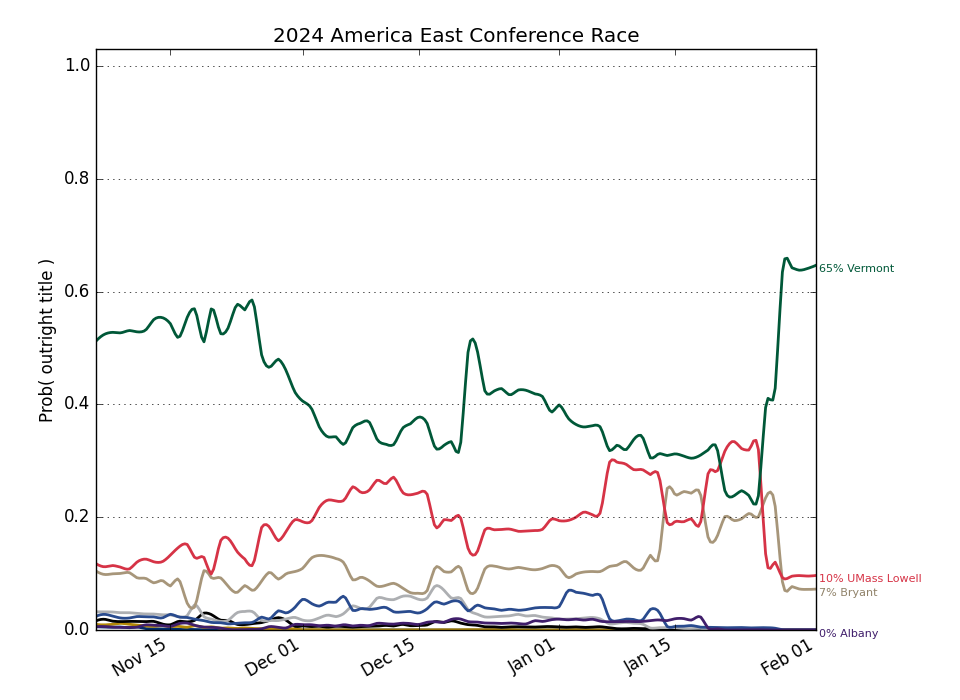 2024 America East Conference Race
Prob( outright title )
1.0
0.8
0.6
0.4
0.2
0.0
65% Vermont
10% UMass Lowell
7% Bryant
0% Albany
Nov 15
Dec 01
Dec 15
Jan 01
Jan 15
Feb 01